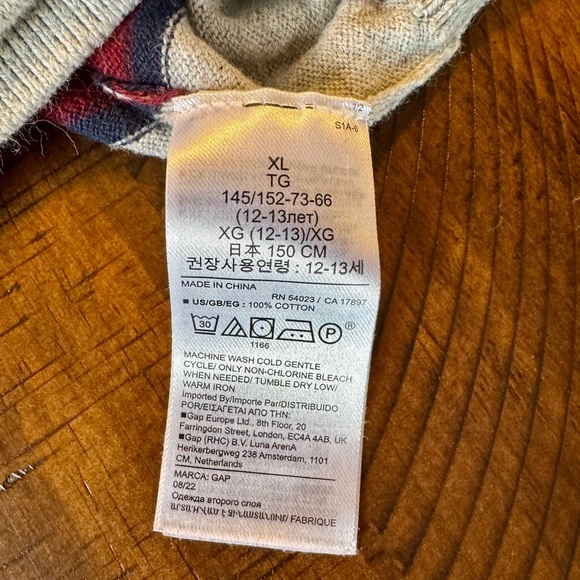 S1A-6
XL
TG
145/152-73-66
(12-13лет)
XG (12-13)/XG
日本 150 CM
권장사용연령 : 12-13세
MADE IN CHINA
RN 54023 / CA 17897
■ US/GB/EG : 100% COTTON
30
P®
1166
MACHINE WASH COLD GENTLE
CYCLE/ ONLY NON-CHLORINE BLEACH
WHEN NEEDED/ TUMBLE DRY LOW/
WARM IRON
Imported By/Importe Par/DISTRIBUIDO
POR/ΕΙΣΑΓΕΤΑΙ ΑΠΟ ΤΗΝ:
■Gap Europe Ltd., 8th Floor, 20
Farringdon Street, London, EC4A 4AB, UK
■Gap (RHC) B.V. Luna ArenA
Herikerbergweg 238 Amsterdam, 1101
CM, Netherlands
MARCA: GAP
08/22
Одежда второго слоя
ԱՐՏԱՀՎԱԾ Է ՉԻՆԱՍՏԱՆՈՒՄ/ FABRIQUE